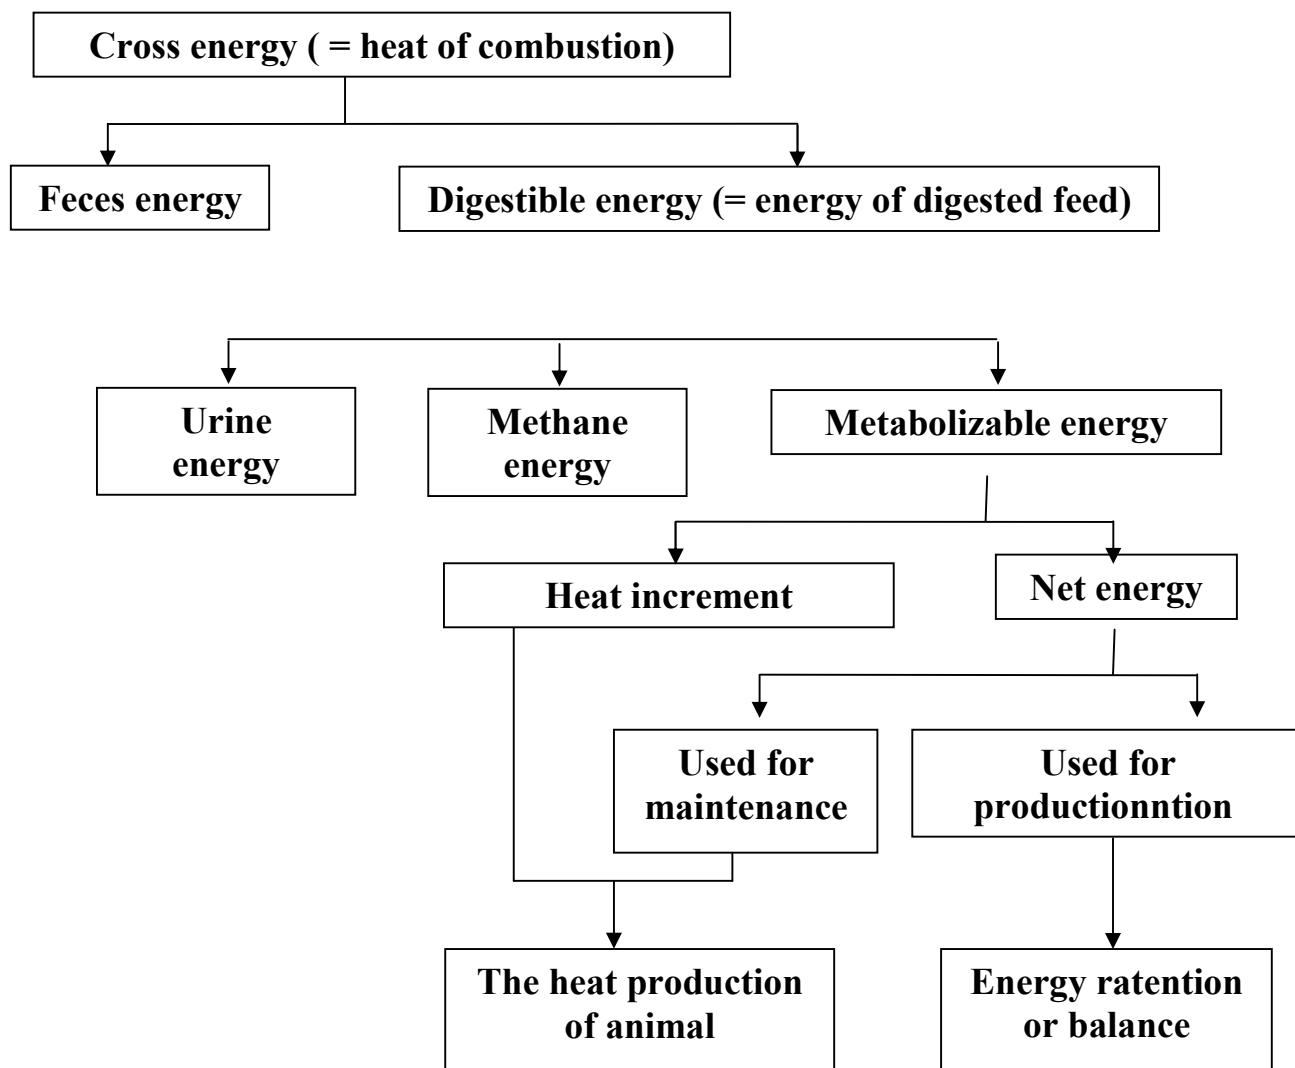 Cross energy ( = heat of combustion)
Feces energy
Digestible energy (= energy of digested feed)
Urine
energy
Methane
energy
Metabolizable energy
Heat increment
Net energy
Used for
maintenance
Used for
productionntion
The heat production
of animal
Energy ratention
or balance